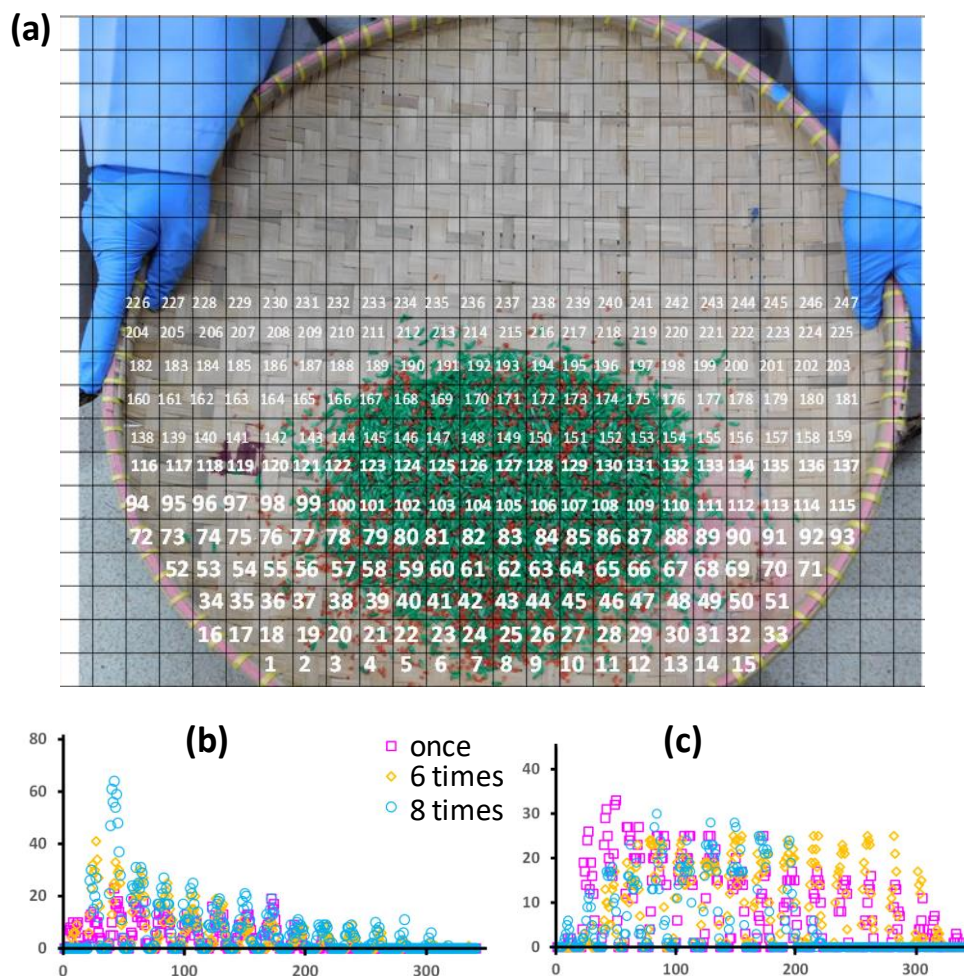 (a)
226 227 228 229 230 231 232 233 234 235 236 237 238 239 240 241 242 243 244 245 246 247
204 205 206 207 208 209 210 211 212 213 214 215 216 217 218 219 220 221 222 223 224 225
182 183 184 185 186 187 188 189 190 191 192 193 194 195 196 197 198 199 200 201 202 203
160 161 162 163 164 165 166 167 168 169 170 171 172 173 174 175 176 177 178 179 180 181
138 139 140 141 142 143 144 145 146 147 148 149 150 151 152 153 154 155 156 157 158 159
116 117 118 119 120 121 122 123 124 125 126 127 128 129 130 131 132 133 134 135 136 137
94 95 96 97 98 99 100 101 102 103 104 105 106 107 108 109 110 111 112 113 114 115
72 73 74 75 76 77 78 79 80 81 82 83 84 85 86 87 88 89 90 91 92 93
52 53 54 55 56 57 58 59 60 61 62 63 64 65 66 67 68 69 70 71
34 35 36 37 38 39 40 41 42 43 44 45 46 47 48 49 50 51
16 17 18 19 20 21 22 23 24 25 26 27 28 29 30 31 32 33
1 2 3 4 5 6 7 8 9 10 11 12 13 14 15
(b)
80
60
40
20
0
0 100 200 300
once
6 times
8 times
(c)
40
30
20
10
0
0 100 200 300